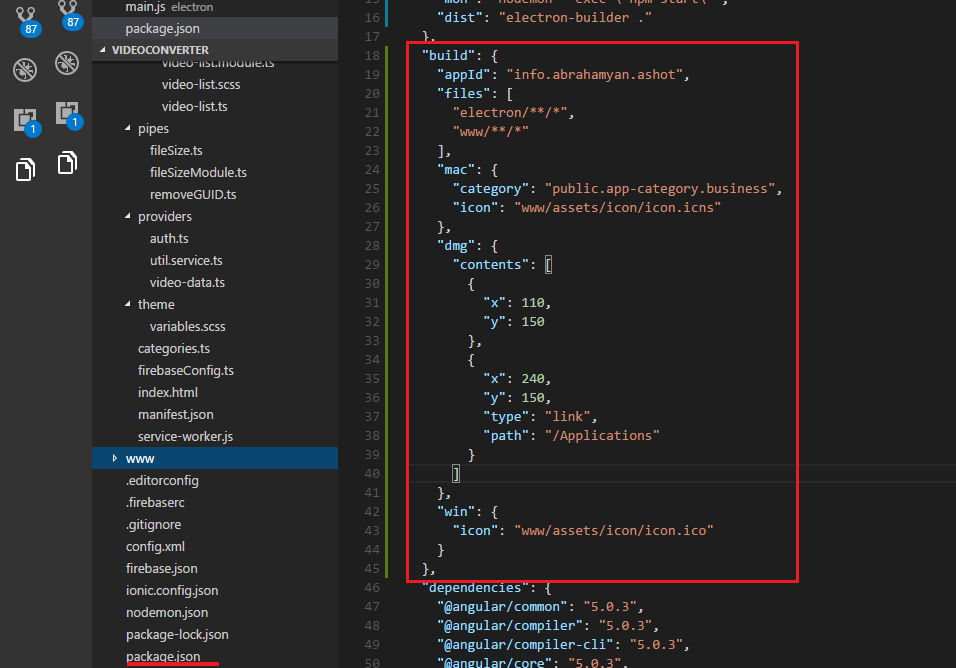 87
87
1
1
main.js electron
package.json
VIDEOCONVERTER
video-list.module.ts
video-list.scss
video-list.ts
pipes
fileSize.ts
fileSizeModule.ts
removeGUID.ts
providers
auth.ts
util.service.ts
video-data.ts
theme
variables.scss
categories.ts
firebaseConfig.ts
index.html
manifest.json
service-worker.js
www
.editorconfig
.firebaserc
.gitignore
config.xml
firebase.json
ionic.config.json
nodemon.json
package-lock.json
package.json
16 "dist": "electron-builder ."
17 },
18 "build": {
19 "appId": "info.abrahamyan.ashot",
20 "files": [
21 "electron/**/*",
22 "www/**/*"
23 ],
24 "mac": {
25 "category": "public.app-category.business",
26 "icon": "www/assets/icon/icon.icns"
27 },
28 "dmg": {
29 "contents": [
30 {
31 "x": 110,
32 "y": 150
33 },
34 {
35 "x": 240,
36 "y": 150,
37 "type": "link",
38 "path": "/Applications"
39 }
40 ]
41 },
42 "win": {
43 "icon": "www/assets/icon/icon.ico"
44 }
45 },
46 "dependencies": {
47 "@angular/common": "5.0.3",
48 "@angular/compiler": "5.0.3",
49 "@angular/compiler-cli": "5.0.3",
50 "@angular/core": "5.0.3",